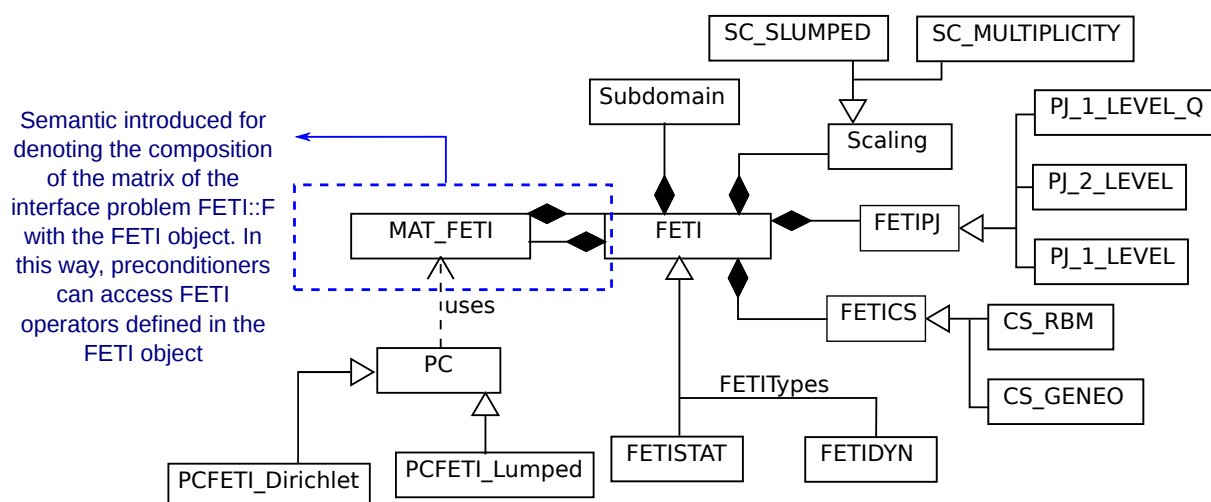 SC_SLUMPED
SC_MULTIPLICITY
Subdomain
Scaling
PJ_1_LEVEL_Q
PJ_2_LEVEL
PJ_1_LEVEL
Semantic introduced for
denoting the composition
of the matrix of the
interface problem FETI::F
with the FETI object. In
this way, preconditioners
can access FETI
operators defined in the
FETI object
MAT_FETI
FETI
FETIPJ
uses
FETICS
CS_RBM
CS_GENEO
PC
FETITypes
PCFETI_Dirichlet
PCFETI_Lumped
FETISTAT
FETIDYN